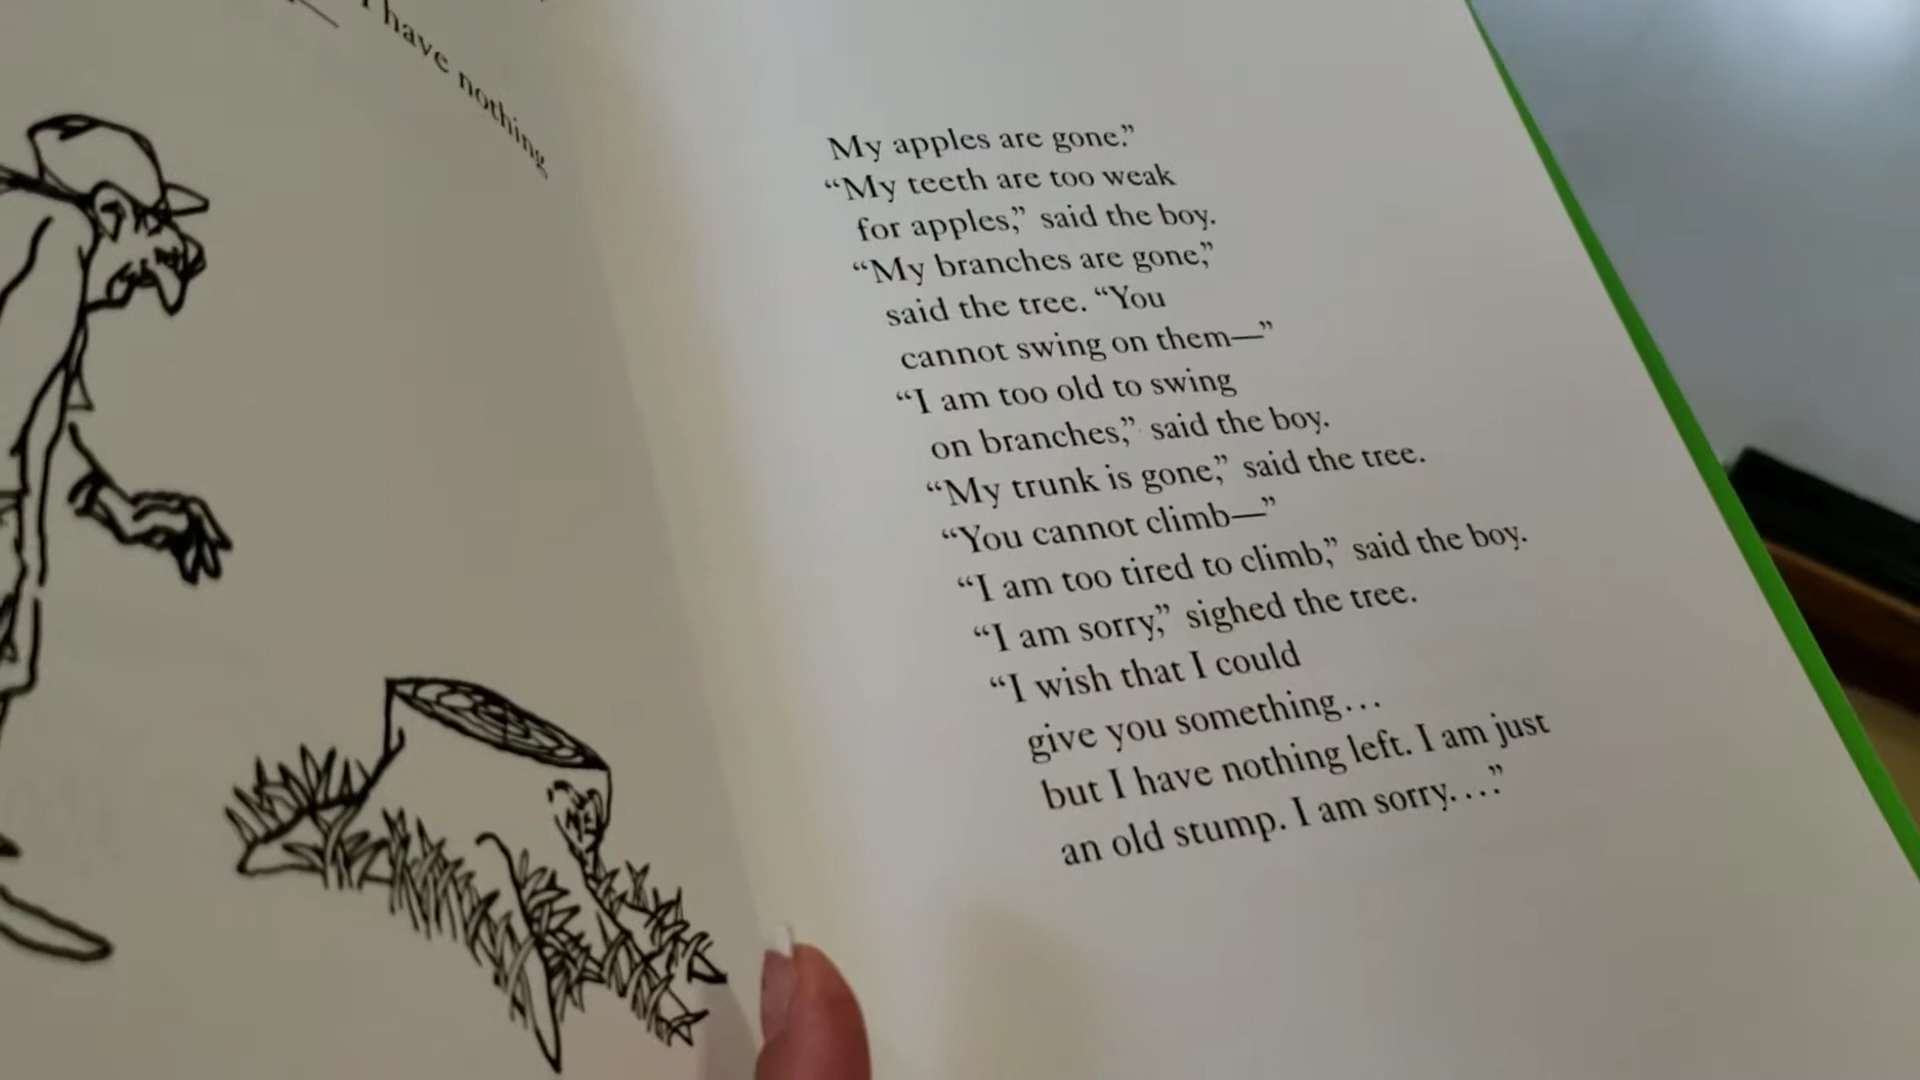 I have nothing
My apples are gone.”
“My teeth are too weak
for apples,” said the boy.
“My branches are gone,”
said the tree. “You
cannot swing on them—”
“I am too old to swing
on branches,” said the boy.
“My trunk is gone,” said the tree.
“You cannot climb—”
“I am too tired to climb,” said the boy.
“I am sorry,” sighed the tree.
“I wish that I could
give you something...
but I have nothing left. I am just
an old stump. I am sorry....”